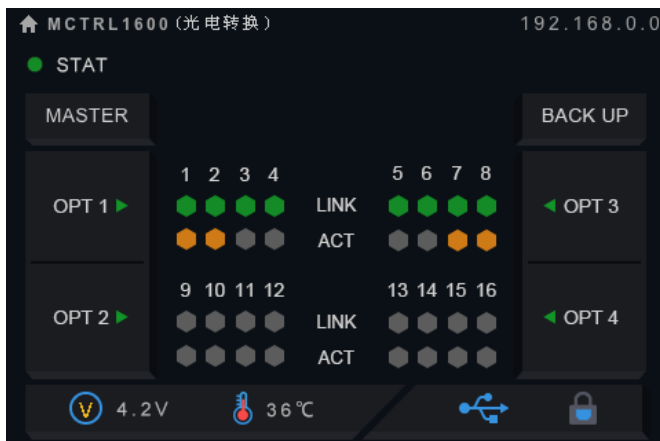 MCTRL1600(光电转换) 192.168.0.0
STAT
MASTER BACK UP
1 2 3 4 5 6 7 8
OPT 1 LINK OPT 3
ACT
9 10 11 12 13 14 15 16
OPT 2 LINK OPT 4
ACT
V 4.2V 36℃